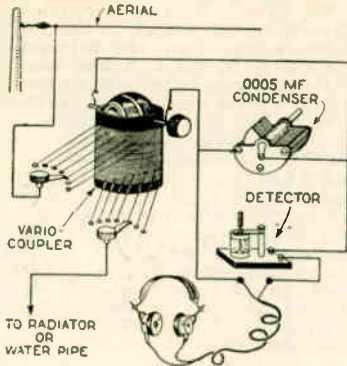 AERIAL
0005 MF
CONDENSER
DETECTOR
VARIO-
COUPLER
TO RADIATOR
OR
WATER PIPE